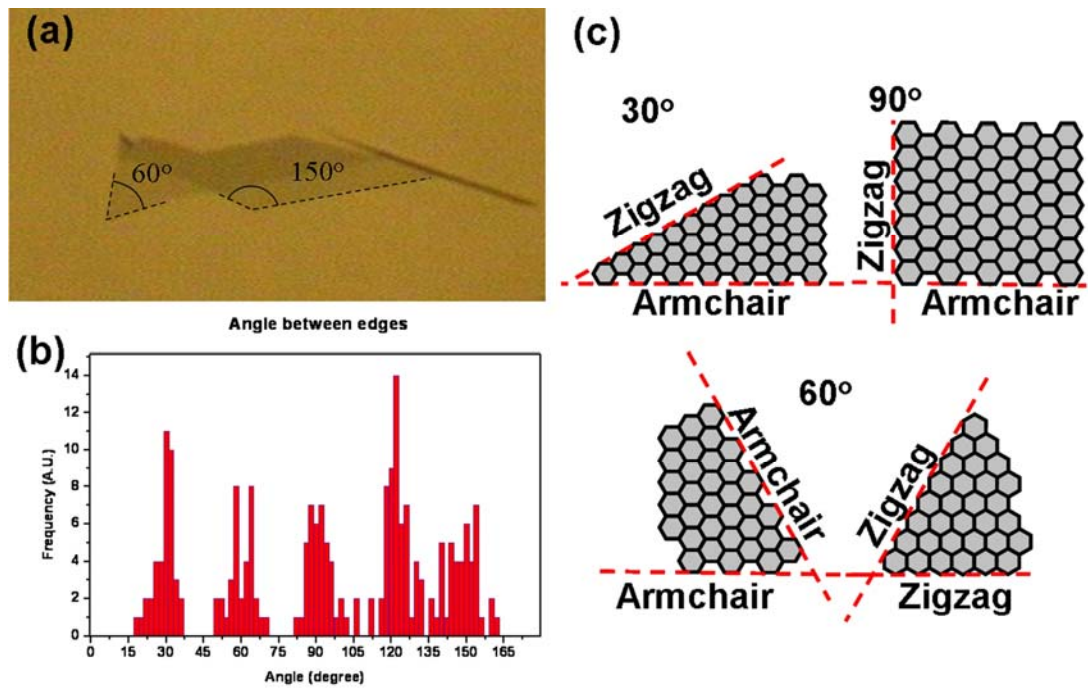 (a)
60°
150°
Angle between edges
(b)
Frequency (A.U.)
14
12
10
8
6
4
2
0
0 15 30 45 60 75 90 105 120 135 150 165
Angle (degree)
(c)
30°
Zigzag
Armchair
90°
Zigzag
Armchair
60°
Armchair
Armchair
Zigzag
Zigzag